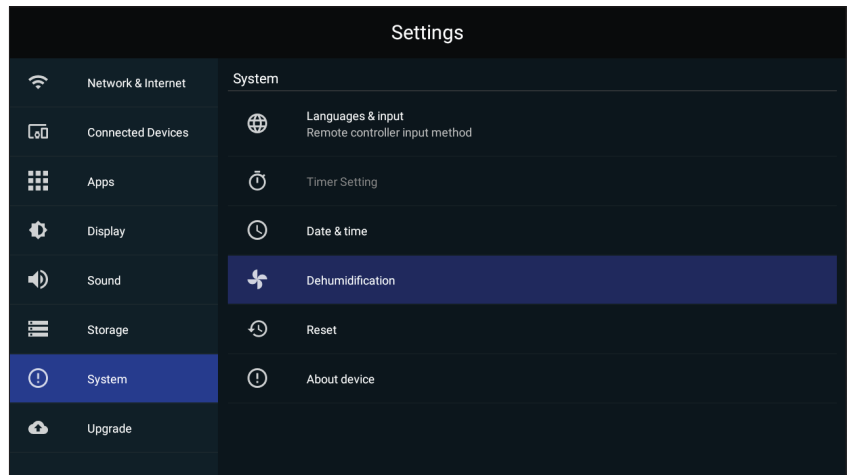 Settings
Network & Internet
Connected Devices
Apps
Display
Sound
Storage
System
Upgrade
System
Languages & input
Remote controller input method
Timer Setting
Date & time
Dehumidification
Reset
About device